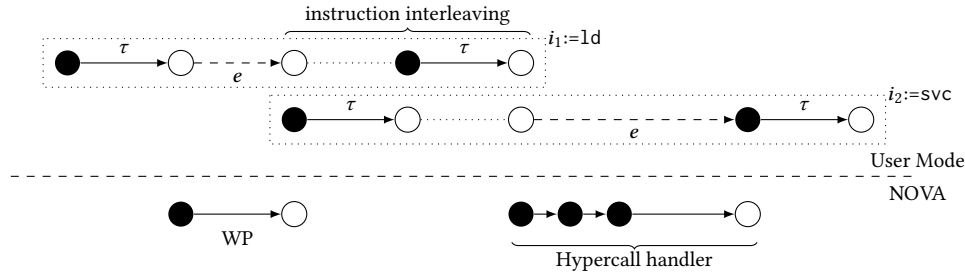 instruction interleaving
i₁:=ld
τ
τ
e
i₂:=svc
τ
τ
e
User Mode
NOVA
WP
Hypercall handler